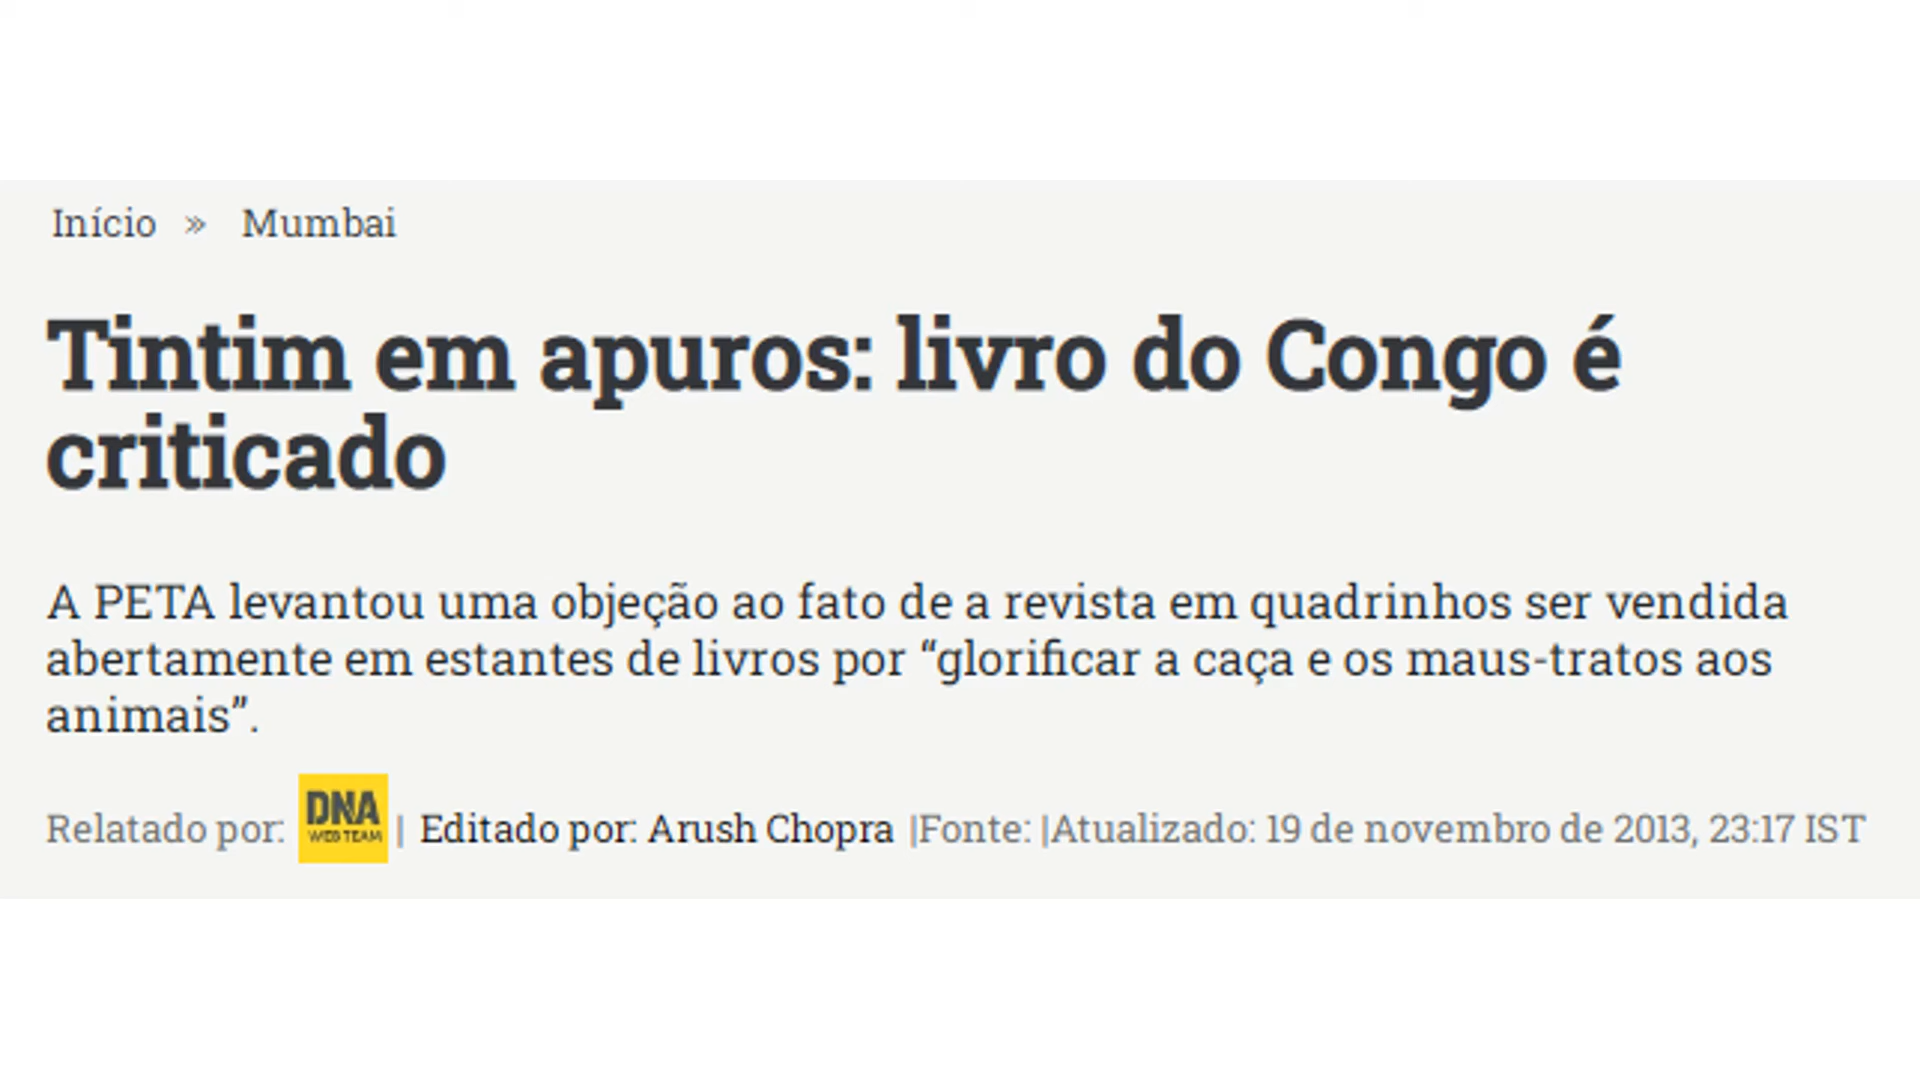 Início » Mumbai
Tintim em apuros: livro do Congo é
criticado
A PETA levantou uma objeção ao fato de a revista em quadrinhos ser vendida
abertamente em estantes de livros por “glorificar a caça e os maus-tratos aos
animais”.
Relatado por: DNA WEB TEAM | Editado por: Arush Chopra |Fonte: |Atualizado: 19 de novembro de 2013, 23:17 IST